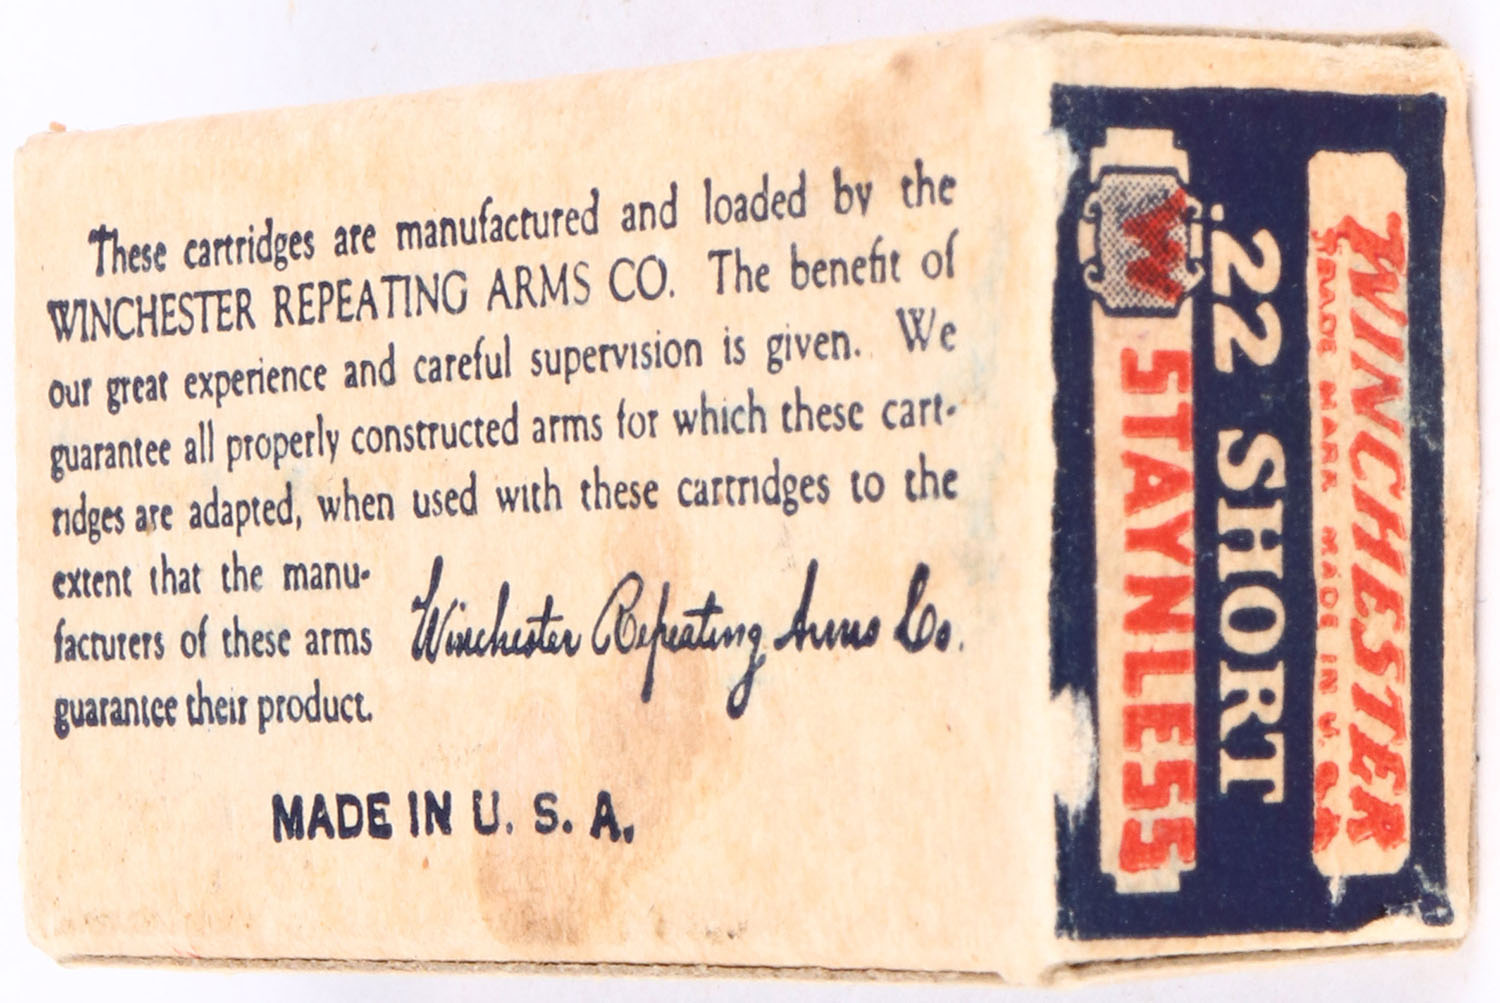 These cartridges are manufactured and loaded by the
WINCHESTER REPEATING ARMS CO. The benefit of
our great experience and careful supervision is given. We
guarantee all properly constructed arms for which these cart-
ridges are adapted, when used with these cartridges to the
extent that the manu-
facturers of these arms
guarantee their product.
Winchester Repeating Arms Co.
MADE IN U. S. A.
WINCHESTER
TRADE MARK MADE IN U.S.A.
.22 SHORT
W STAYNLESS